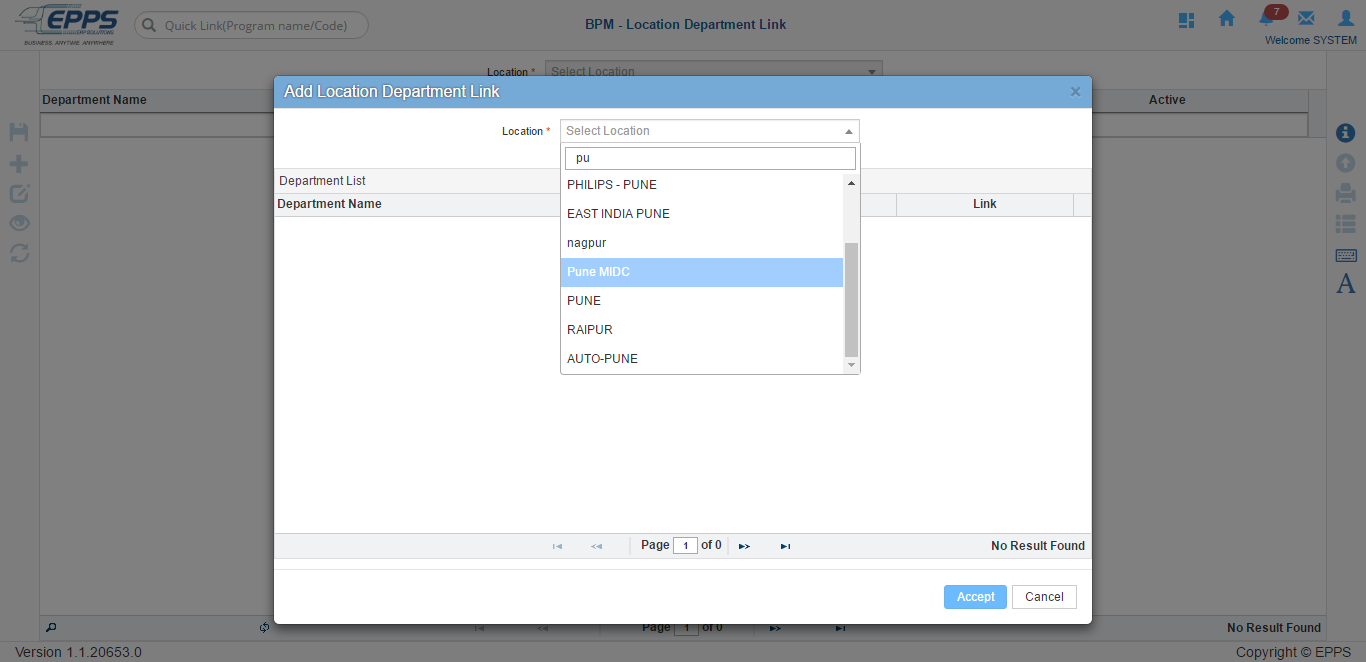 EPPS
BUSINESS. ANYTIME. ANYWHERE
Quick Link(Program name/Code)
BPM - Location Department Link
7
Welcome SYSTEM
Location * Select Location
Department Name Active
Add Location Department Link ×
Location * Select Location
pu
PHILIPS - PUNE
EAST INDIA PUNE
nagpur
Pune MIDC
PUNE
RAIPUR
AUTO-PUNE
Department List
Department Name Link
A
Page 1 of 0 No Result Found
Accept Cancel
Page 1 of 0 No Result Found
Version 1.1.20653.0 Copyright © EPPS